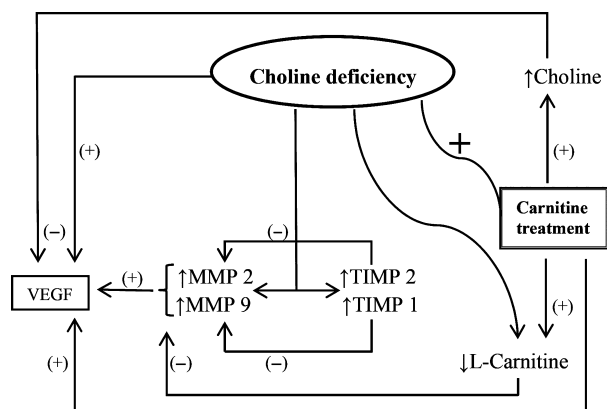 Choline deficiency
↑Choline
(+)
(+)
+
Carnitine
treatment
(−)
(−)
VEGF
(+)
↑MMP 2
↑MMP 9
↑TIMP 2
↑TIMP 1
(+)
(+)
(−)
(−)
↓L-Carnitine